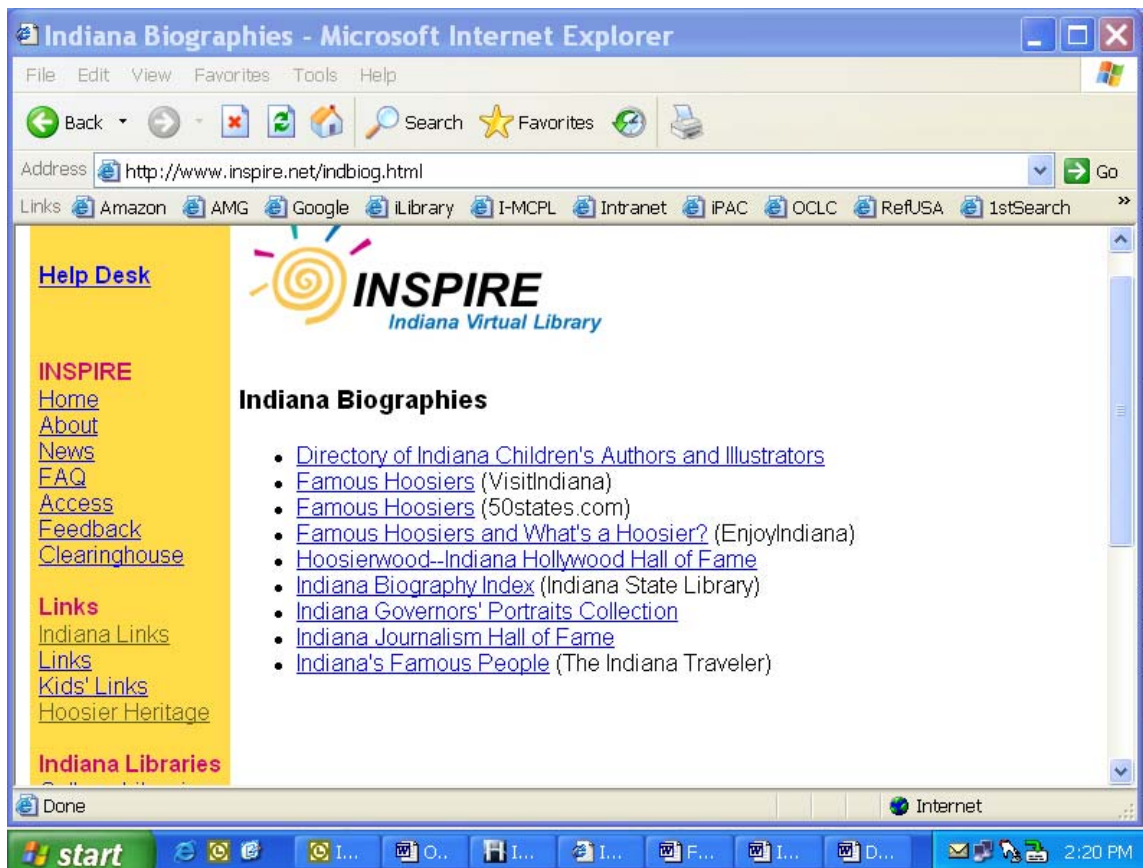 Indiana Biographies - Microsoft Internet Explorer
File Edit View Favorites Tools Help
Back Search Favorites
Address http://www.inspire.net/indbiog.html Go
Links Amazon AMG Google iLibrary I-MCPL Intranet iPAC OCLC RefUSA 1stSearch »
Help Desk
INSPIRE
Home
About
News
FAQ
Access
Feedback
Clearinghouse
Links
Indiana Links
Links
Kids' Links
Hoosier Heritage
Indiana Libraries
INSPIRE
Indiana Virtual Library
Indiana Biographies
• Directory of Indiana Children's Authors and Illustrators
• Famous Hoosiers (VisitIndiana)
• Famous Hoosiers (50states.com)
• Famous Hoosiers and What's a Hoosier? (EnjoyIndiana)
• Hoosierwood--Indiana Hollywood Hall of Fame
• Indiana Biography Index (Indiana State Library)
• Indiana Governors' Portraits Collection
• Indiana Journalism Hall of Fame
• Indiana's Famous People (The Indiana Traveler)
Done Internet
start I... O.. I... I... F... I... D... 2:20 PM